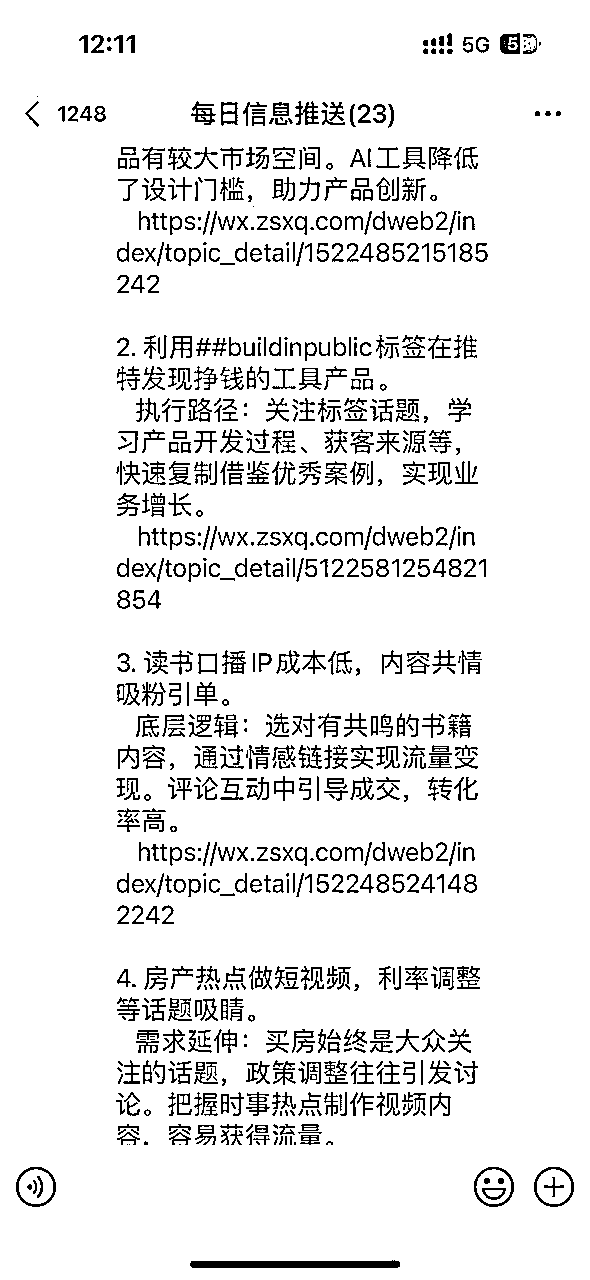 12:11
5G
5
1248
每日信息推送(23)
品有较大市场空间。AI工具降低
了设计门槛，助力产品创新。
https://wx.zsxq.com/dweb2/in
dex/topic_detail/1522485215185
242
2. 利用##buildinpublic标签在推
特发现挣钱的工具产品。
执行路径：关注标签话题，学
习产品开发过程、获客来源等，
快速复制借鉴优秀案例，实现业
务增长。
https://wx.zsxq.com/dweb2/in
dex/topic_detail/5122581254821
854
3. 读书口播IP成本低，内容共情
吸粉引单。
底层逻辑：选对有共鸣的书籍
内容，通过情感链接实现流量变
现。评论互动中引导成交，转化
率高。
https://wx.zsxq.com/dweb2/in
dex/topic_detail/152248524148
2242
4. 房产热点做短视频，利率调整
等话题吸睛。
需求延伸：买房始终是大众关
注的话题，政策调整往往引发讨
论。把握时事热点制作视频内
容，容易获得流量。